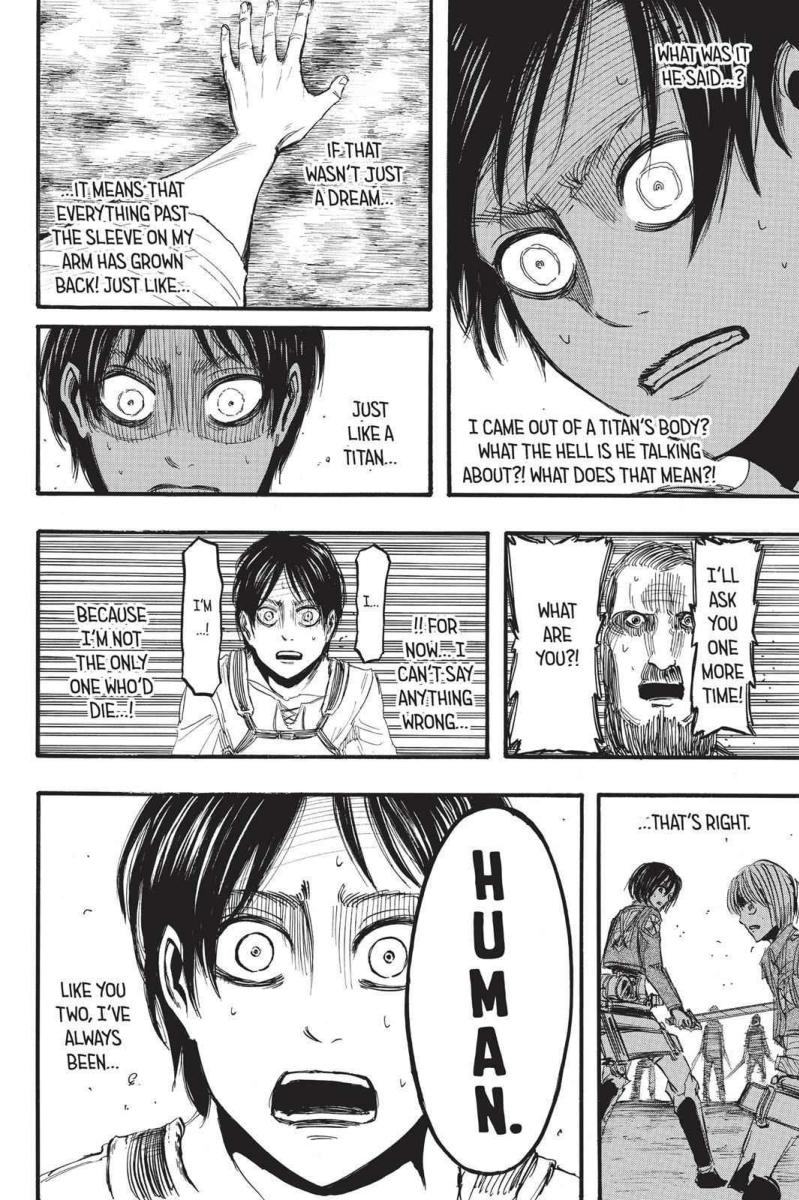 WHAT WAS IT
HE SAID...?
I CAME OUT OF A TITAN'S BODY?
WHAT THE HELL IS HE TALKING
ABOUT?! WHAT DOES THAT MEAN?!
IF THAT
WASN'T JUST
A DREAM...
...IT MEANS THAT
EVERYTHING PAST
THE SLEEVE ON MY
ARM HAS GROWN
BACK! JUST LIKE...
JUST
LIKE A
TITAN...
I'LL
ASK
YOU
ONE
MORE
TIME!
WHAT
ARE
YOU?!
!! FOR
NOW... I
CAN'T SAY
ANYTHING
WRONG...
I...
I'M
...!
BECAUSE
I'M NOT
THE ONLY
ONE WHO'D
DIE...!
...THAT'S RIGHT.
LIKE YOU
TWO, I'VE
ALWAYS
BEEN...
HUMAN.